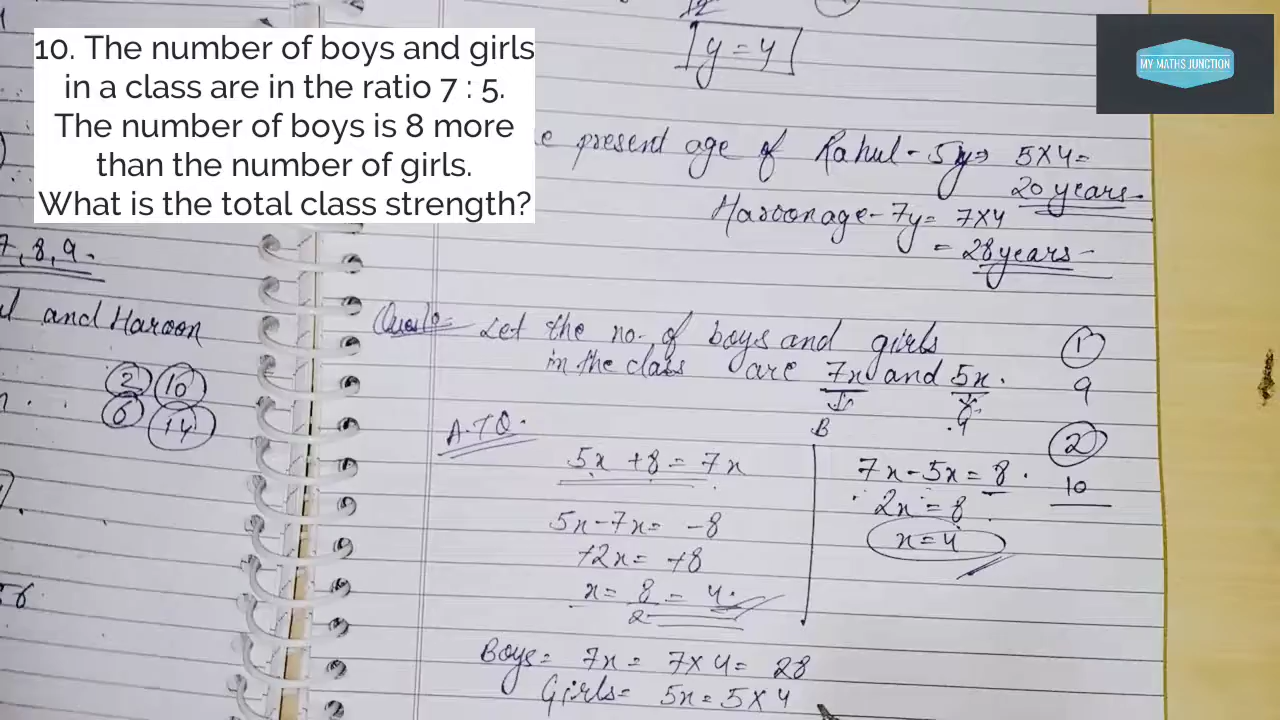 10. The number of boys and girls
in a class are in the ratio 7 : 5.
The number of boys is 8 more
than the number of girls.
What is the total class strength?
MY MATHS JUNCTION
y = 4
present age of Rahul - 5y⇒ 5×4=
20 years.
Haroon age - 7y = 7×4
= 28 years
7, 8, 9.
and Haroon
2 10
6 14
56
Let the no. of boys and girls
in the class are 7x and 5x.
1
9
2
10
B
A.T.Q.
5x + 8 = 7x
5x - 7x = -8
+2x = +8
x = 8 = 4.
2
7x - 5x = 8.
2x = 8
x = 4
Boys = 7x = 7×4 = 28
Girls = 5x = 5×4